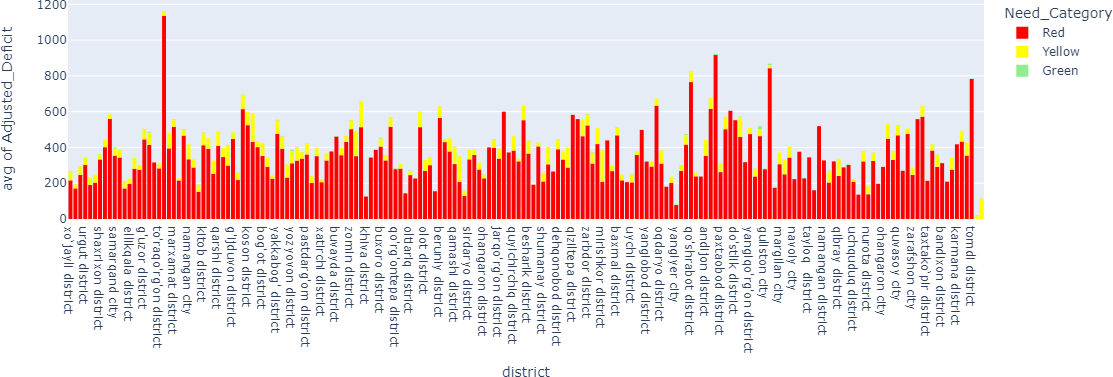 1200
1000
800
600
400
200
0
avg of Adjusted_Deficit
Need_Category
Red
Yellow
Green
xo'jayli district
urgut district
shaxrixon district
samarqand city
ellikqala district
g'uzor district
to'raqo'rg'on district
marxamat district
namangan city
kitob district
qarshi district
g'ijduvon district
koson district
bog'ot district
yakkabog' district
yozyovon district
pastdarg'om district
xatirchi district
buvayda district
zomin district
khiva district
buxoro district
qo'rg'ontepa district
oltiariq district
olot district
beruniy district
qamashi district
sirdaryo district
ohangaron district
jarqo'rg'on district
quyichirchiq district
besharik district
shumanay district
dehqonobod district
qiziltepa district
zarbdor district
mirishkor district
baxmal district
uychi district
yangiobod district
oqdaryo district
yangiyer city
qo'shrabot district
andijon district
paxtaobod district
do'stlik district
yangiqo'rg'on district
guliston city
margilan city
navoiy city
tayloq district
namangan district
qibray district
uchquduq district
nurota district
ohangaron city
quvasoy city
zarafshon city
taxtako'pir district
bandixon district
karmana district
tomdi district
district